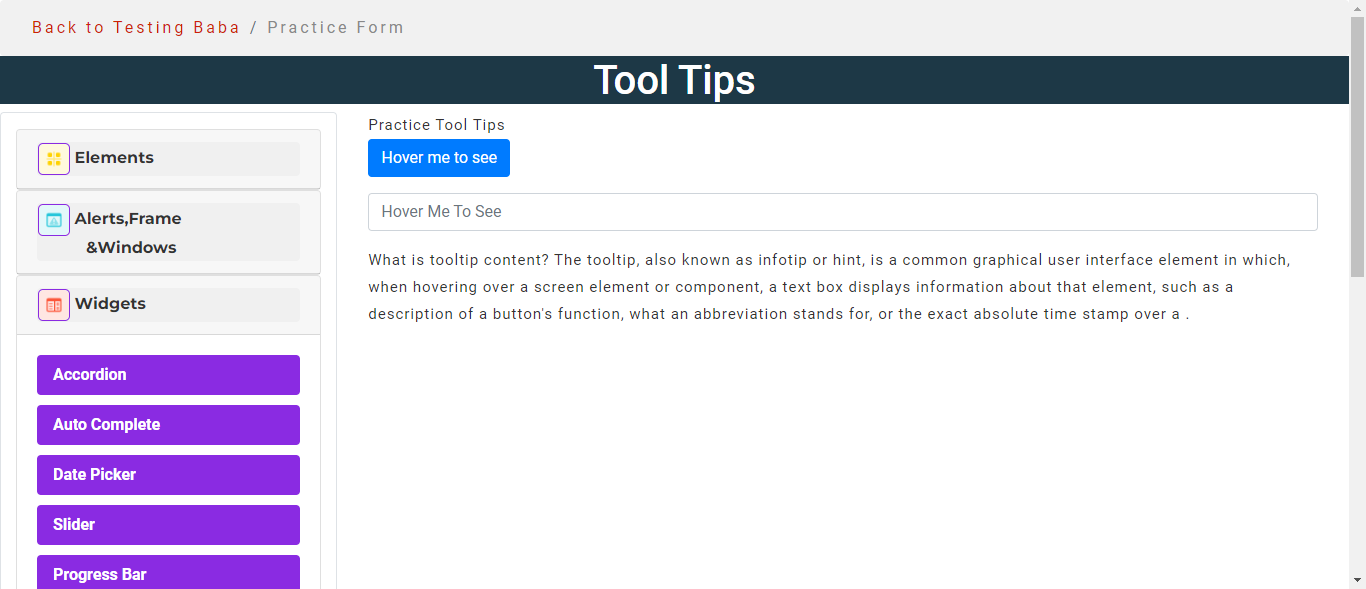 Back to Testing Baba / Practice Form
Tool Tips
Elements
Alerts,Frame
&Windows
Widgets
Accordion
Auto Complete
Date Picker
Slider
Progress Bar
Practice Tool Tips
Hover me to see
Hover Me To See
What is tooltip content? The tooltip, also known as infotip or hint, is a common graphical user interface element in which,
when hovering over a screen element or component, a text box displays information about that element, such as a
description of a button's function, what an abbreviation stands for, or the exact absolute time stamp over a .